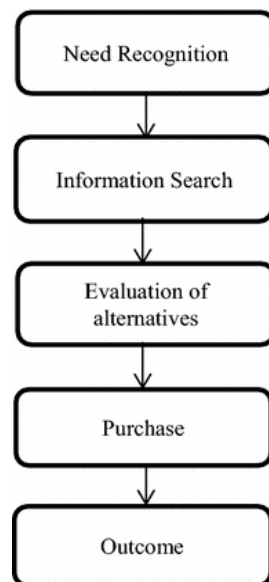 Need Recognition
Information Search
Evaluation of
alternatives
Purchase
Outcome